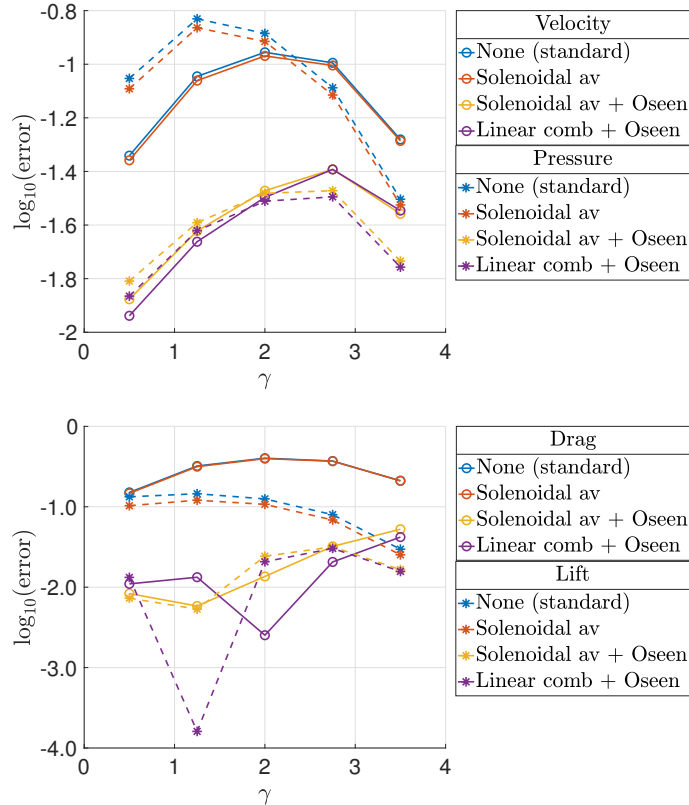 -0.8
-1
-1.2
-1.4
-1.6
-1.8
-2
0
1
2
3
4
log10(error)
γ
Velocity
None (standard)
Solenoidal av
Solenoidal av + Oseen
Linear comb + Oseen
Pressure
None (standard)
Solenoidal av
Solenoidal av + Oseen
Linear comb + Oseen
0
-1.0
-2.0
-3.0
-4.0
0
1
2
3
4
log10(error)
γ
Drag
None (standard)
Solenoidal av
Solenoidal av + Oseen
Linear comb + Oseen
Lift
None (standard)
Solenoidal av
Solenoidal av + Oseen
Linear comb + Oseen